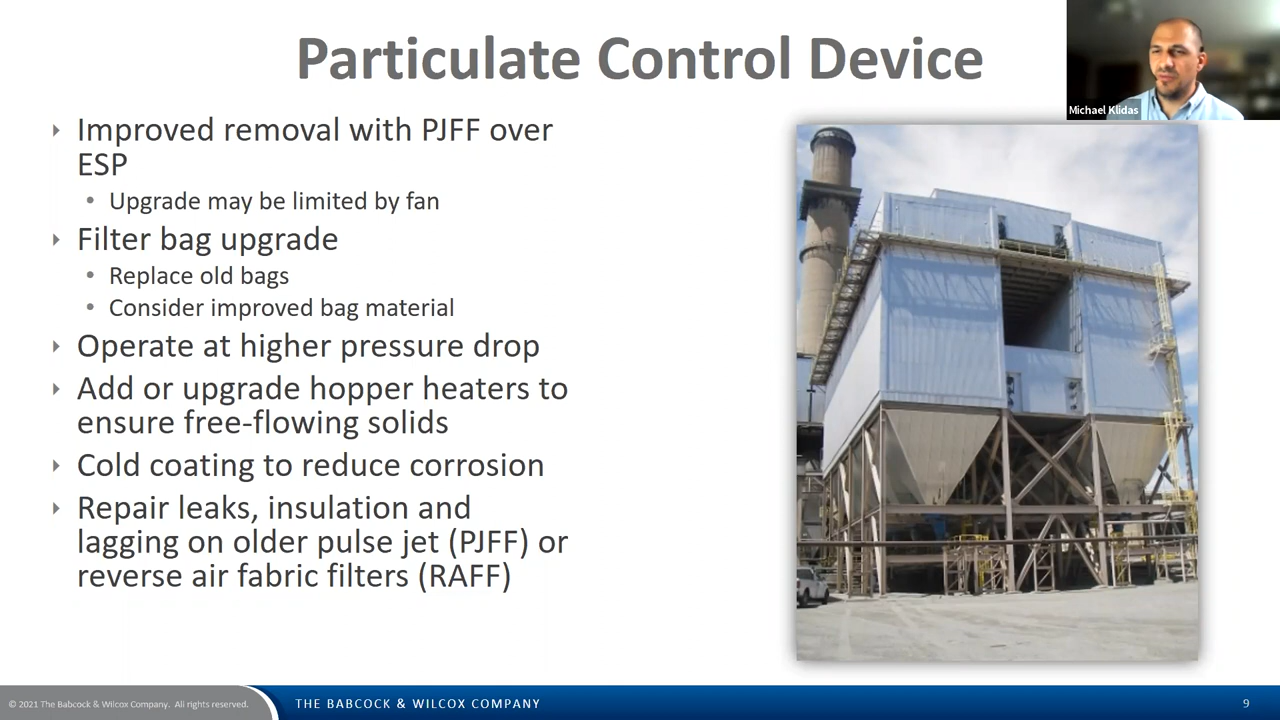 Particulate Control Device
Michael Klidas
Improved removal with PJFF over
ESP
Upgrade may be limited by fan
Filter bag upgrade
Replace old bags
Consider improved bag material
Operate at higher pressure drop
Add or upgrade hopper heaters to
ensure free-flowing solids
Cold coating to reduce corrosion
Repair leaks, insulation and
lagging on older pulse jet (PJFF) or
reverse air fabric filters (RAFF)
© 2021 The Babcock & Wilcox Company. All rights reserved.
THE BABCOCK & WILCOX COMPANY
9